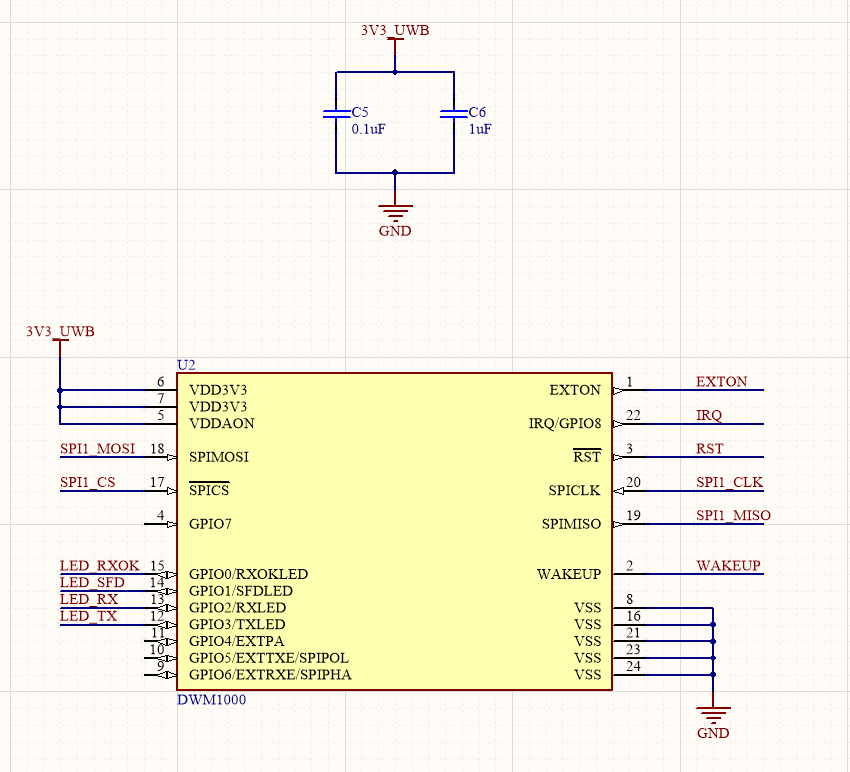 3V3_UWB
C5
0.1uF
C6
1uF
GND
3V3_UWB
U2
6 VDD3V3
7 VDD3V3
5 VDDAON
SPI1_MOSI 18 SPIMOSI
SPI1_CS 17 SPICS
4 GPIO7
LED_RXOK 15 GPIO0/RXOKLED
LED_SFD 14 GPIO1/SFDLED
LED_RX 13 GPIO2/RXLED
LED_TX 12 GPIO3/TXLED
11 GPIO4/EXTPA
10 GPIO5/EXTTXE/SPIPOL
9 GPIO6/EXTRXE/SPIPHA
EXTON 1 EXTON
IRQ/GPIO8 22 IRQ
RST 3 RST
SPICLK 20 SPI1_CLK
SPIMISO 19 SPI1_MISO
WAKEUP 2 WAKEUP
VSS 8
VSS 16
VSS 21
VSS 23
VSS 24
DWM1000
GND